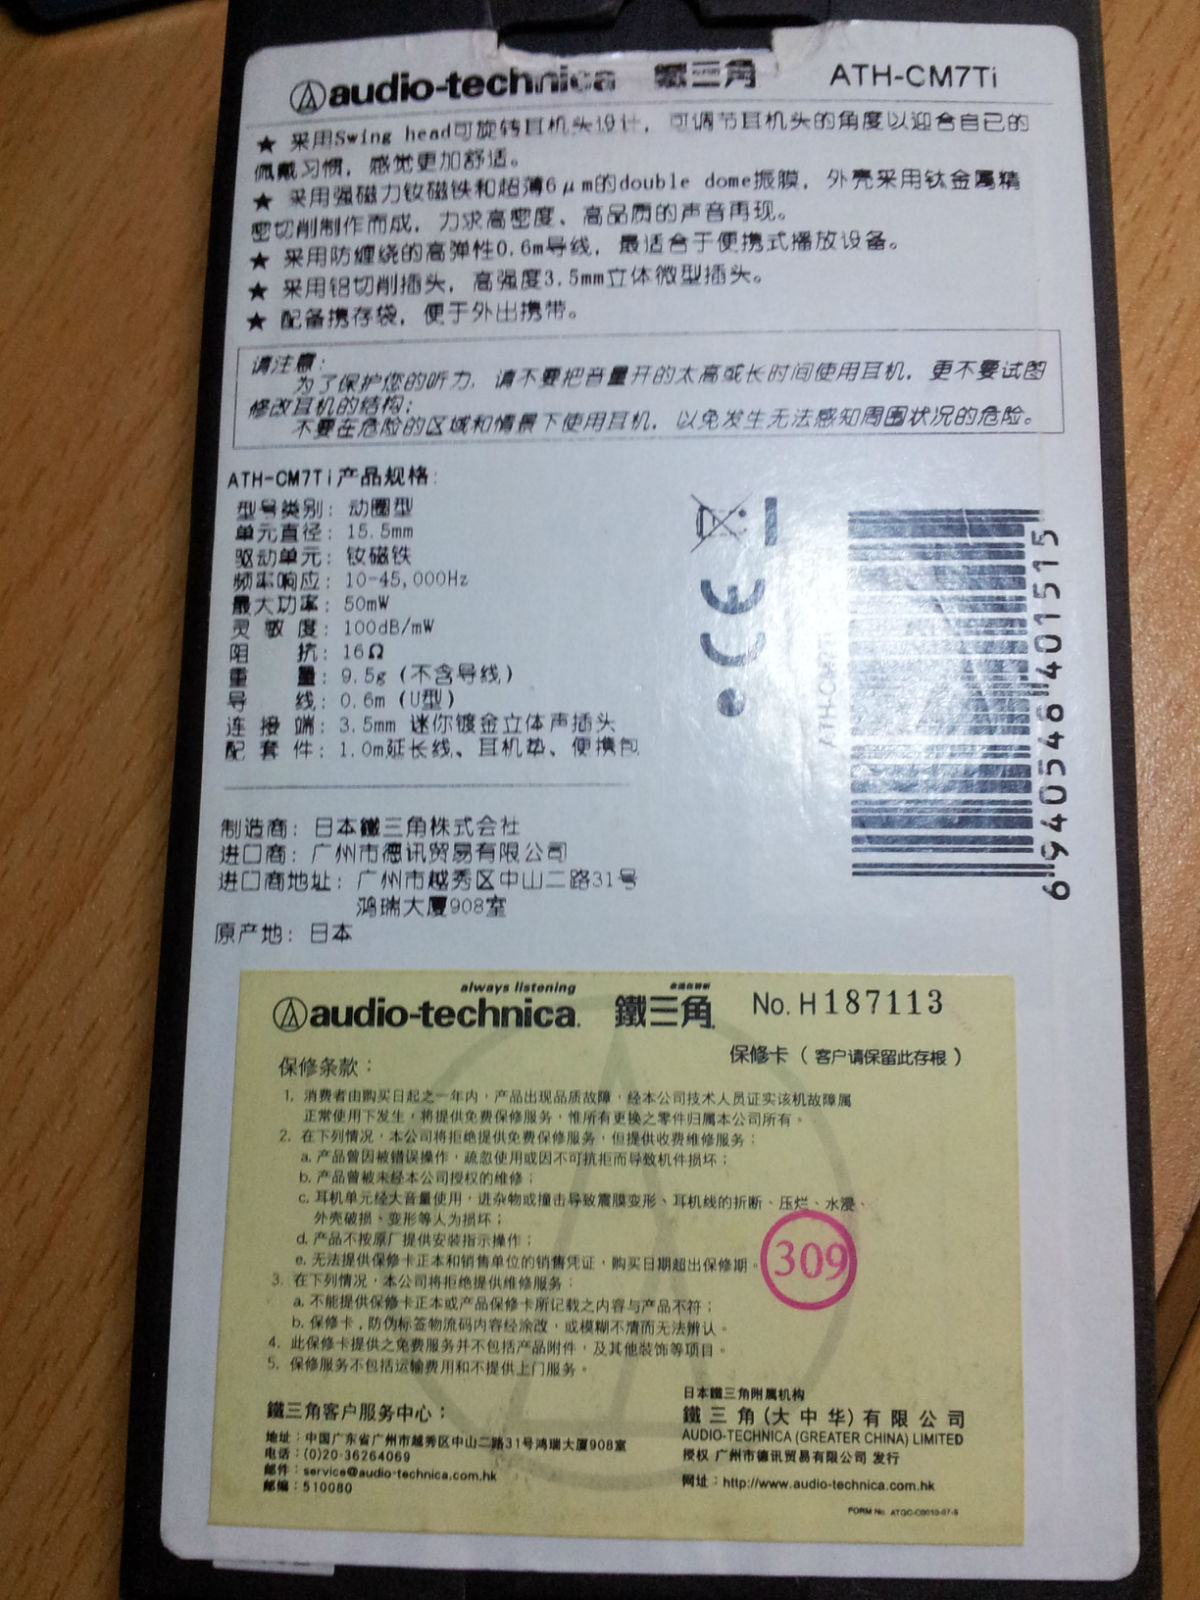 audio-technica 鐵三角 ATH-CM7Ti
★ 采用Swing head可旋转耳机头设计，可调节耳机头的角度以迎合自己的
佩戴习惯，感觉更加舒适。
★ 采用强磁力钕磁铁和超薄6μm的double dome振膜，外壳采用钛金属精
密切削制作而成，力求高密度、高品质的声音再现。
★ 采用防缠绕的高弹性0.6m导线，最适合于便携式播放设备。
★ 采用铝切削插头，高强度3.5mm立体微型插头。
★ 配备携存袋，便于外出携带。
请注意：
为了保护您的听力，请不要把音量开的太高或长时间使用耳机，更不要试图
修改耳机的结构；
不要在危险的区域和情景下使用耳机，以免发生无法感知周围状况的危险。
ATH-CM7Ti产品规格：
型号类别：动圈型
单元直径：15.5mm
驱动单元：钕磁铁
频率响应：10-45,000Hz
最大功率：50mW
灵敏度：100dB/mW
阻抗：16Ω
重量：9.5g（不含导线）
导线：0.6m（U型）
连接端：3.5mm 迷你镀金立体声插头
配套件：1.0m延长线、耳机垫、便携包
CE
ATH-CM7Ti
6940546401515
制造商：日本鐵三角株式会社
进口商：广州市德讯贸易有限公司
进口商地址：广州市越秀区中山二路31号
鸿瑞大厦908室
原产地：日本
always listening
audio-technica 鐵三角 No. H187113
保修卡（客户请保留此存根）
保修条款：
1. 消费者由购买日起之一年内，产品出现品质故障，经本公司技术人员证实该机故障属
正常使用下发生，将提供免费保修服务，惟所有更换之零件归属本公司所有。
2. 在下列情况，本公司将拒绝提供免费保修服务，但提供收费维修服务：
a. 产品曾因被错误操作，疏忽使用或因不可抗拒而导致机件损坏；
b. 产品曾被未经本公司授权的维修；
c. 耳机单元经大音量使用，进杂物或撞击导致震膜变形、耳机线的折断、压烂、水浸、
外壳破损、变形等人为损坏；
d. 产品不按原厂提供安装指示操作；
e. 无法提供保修卡正本和销售单位的销售凭证，购买日期超出保修期。
309
3. 在下列情况，本公司将拒绝提供维修服务：
a. 不能提供保修卡正本或产品保修卡所记载之内容与产品不符；
b. 保修卡，防伪标签物流码内容经涂改，或模糊不清而无法辨认。
4. 此保修卡提供之免费服务并不包括产品附件，及其他装饰等项目。
5. 保修服务不包括运输费用和不提供上门服务。
鐵三角客户服务中心：
地址：中国广东省广州市越秀区中山二路31号鸿瑞大厦908室
电话：(0)20-36264069
邮件：service@audio-technica.com.hk
邮编：510080
日本鐵三角附属机构
鐵三角(大中华)有限公司
AUDIO-TECHNICA (GREATER CHINA) LIMITED
授权 广州市德讯贸易有限公司 发行
网址：http://www.audio-technica.com.hk
FORM No. ATGC-C0010-07-5